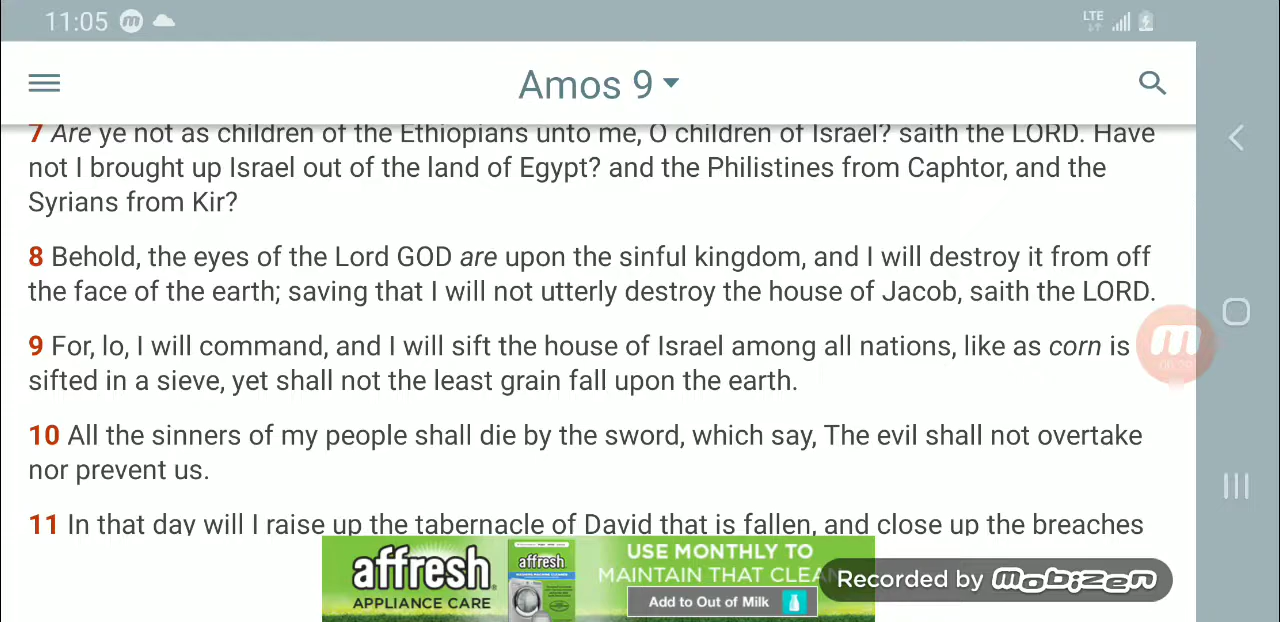 11:05
LTE
Amos 9
7 Are ye not as children of the Ethiopians unto me, O children of Israel? saith the LORD. Have
not I brought up Israel out of the land of Egypt? and the Philistines from Caphtor, and the
Syrians from Kir?
8 Behold, the eyes of the Lord GOD are upon the sinful kingdom, and I will destroy it from off
the face of the earth; saving that I will not utterly destroy the house of Jacob, saith the LORD.
9 For, lo, I will command, and I will sift the house of Israel among all nations, like as corn is
sifted in a sieve, yet shall not the least grain fall upon the earth.
10 All the sinners of my people shall die by the sword, which say, The evil shall not overtake
nor prevent us.
11 In that day will I raise up the tabernacle of David that is fallen, and close up the breaches
affresh
APPLIANCE CARE
affresh
USE MONTHLY TO
MAINTAIN THAT CLEAN
Add to Out of Milk
Recorded by mobizen